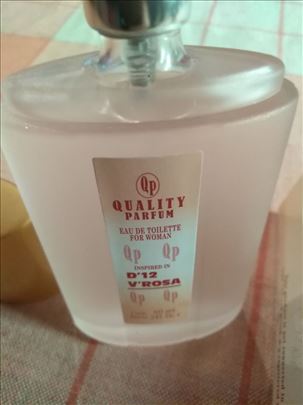 Qp
QUALITY
PARFUM
EAU DE TOILETTE
FOR WOMAN
Qp Qp
INSPIRED IN
D'12
V'ROSA
Qp Qp